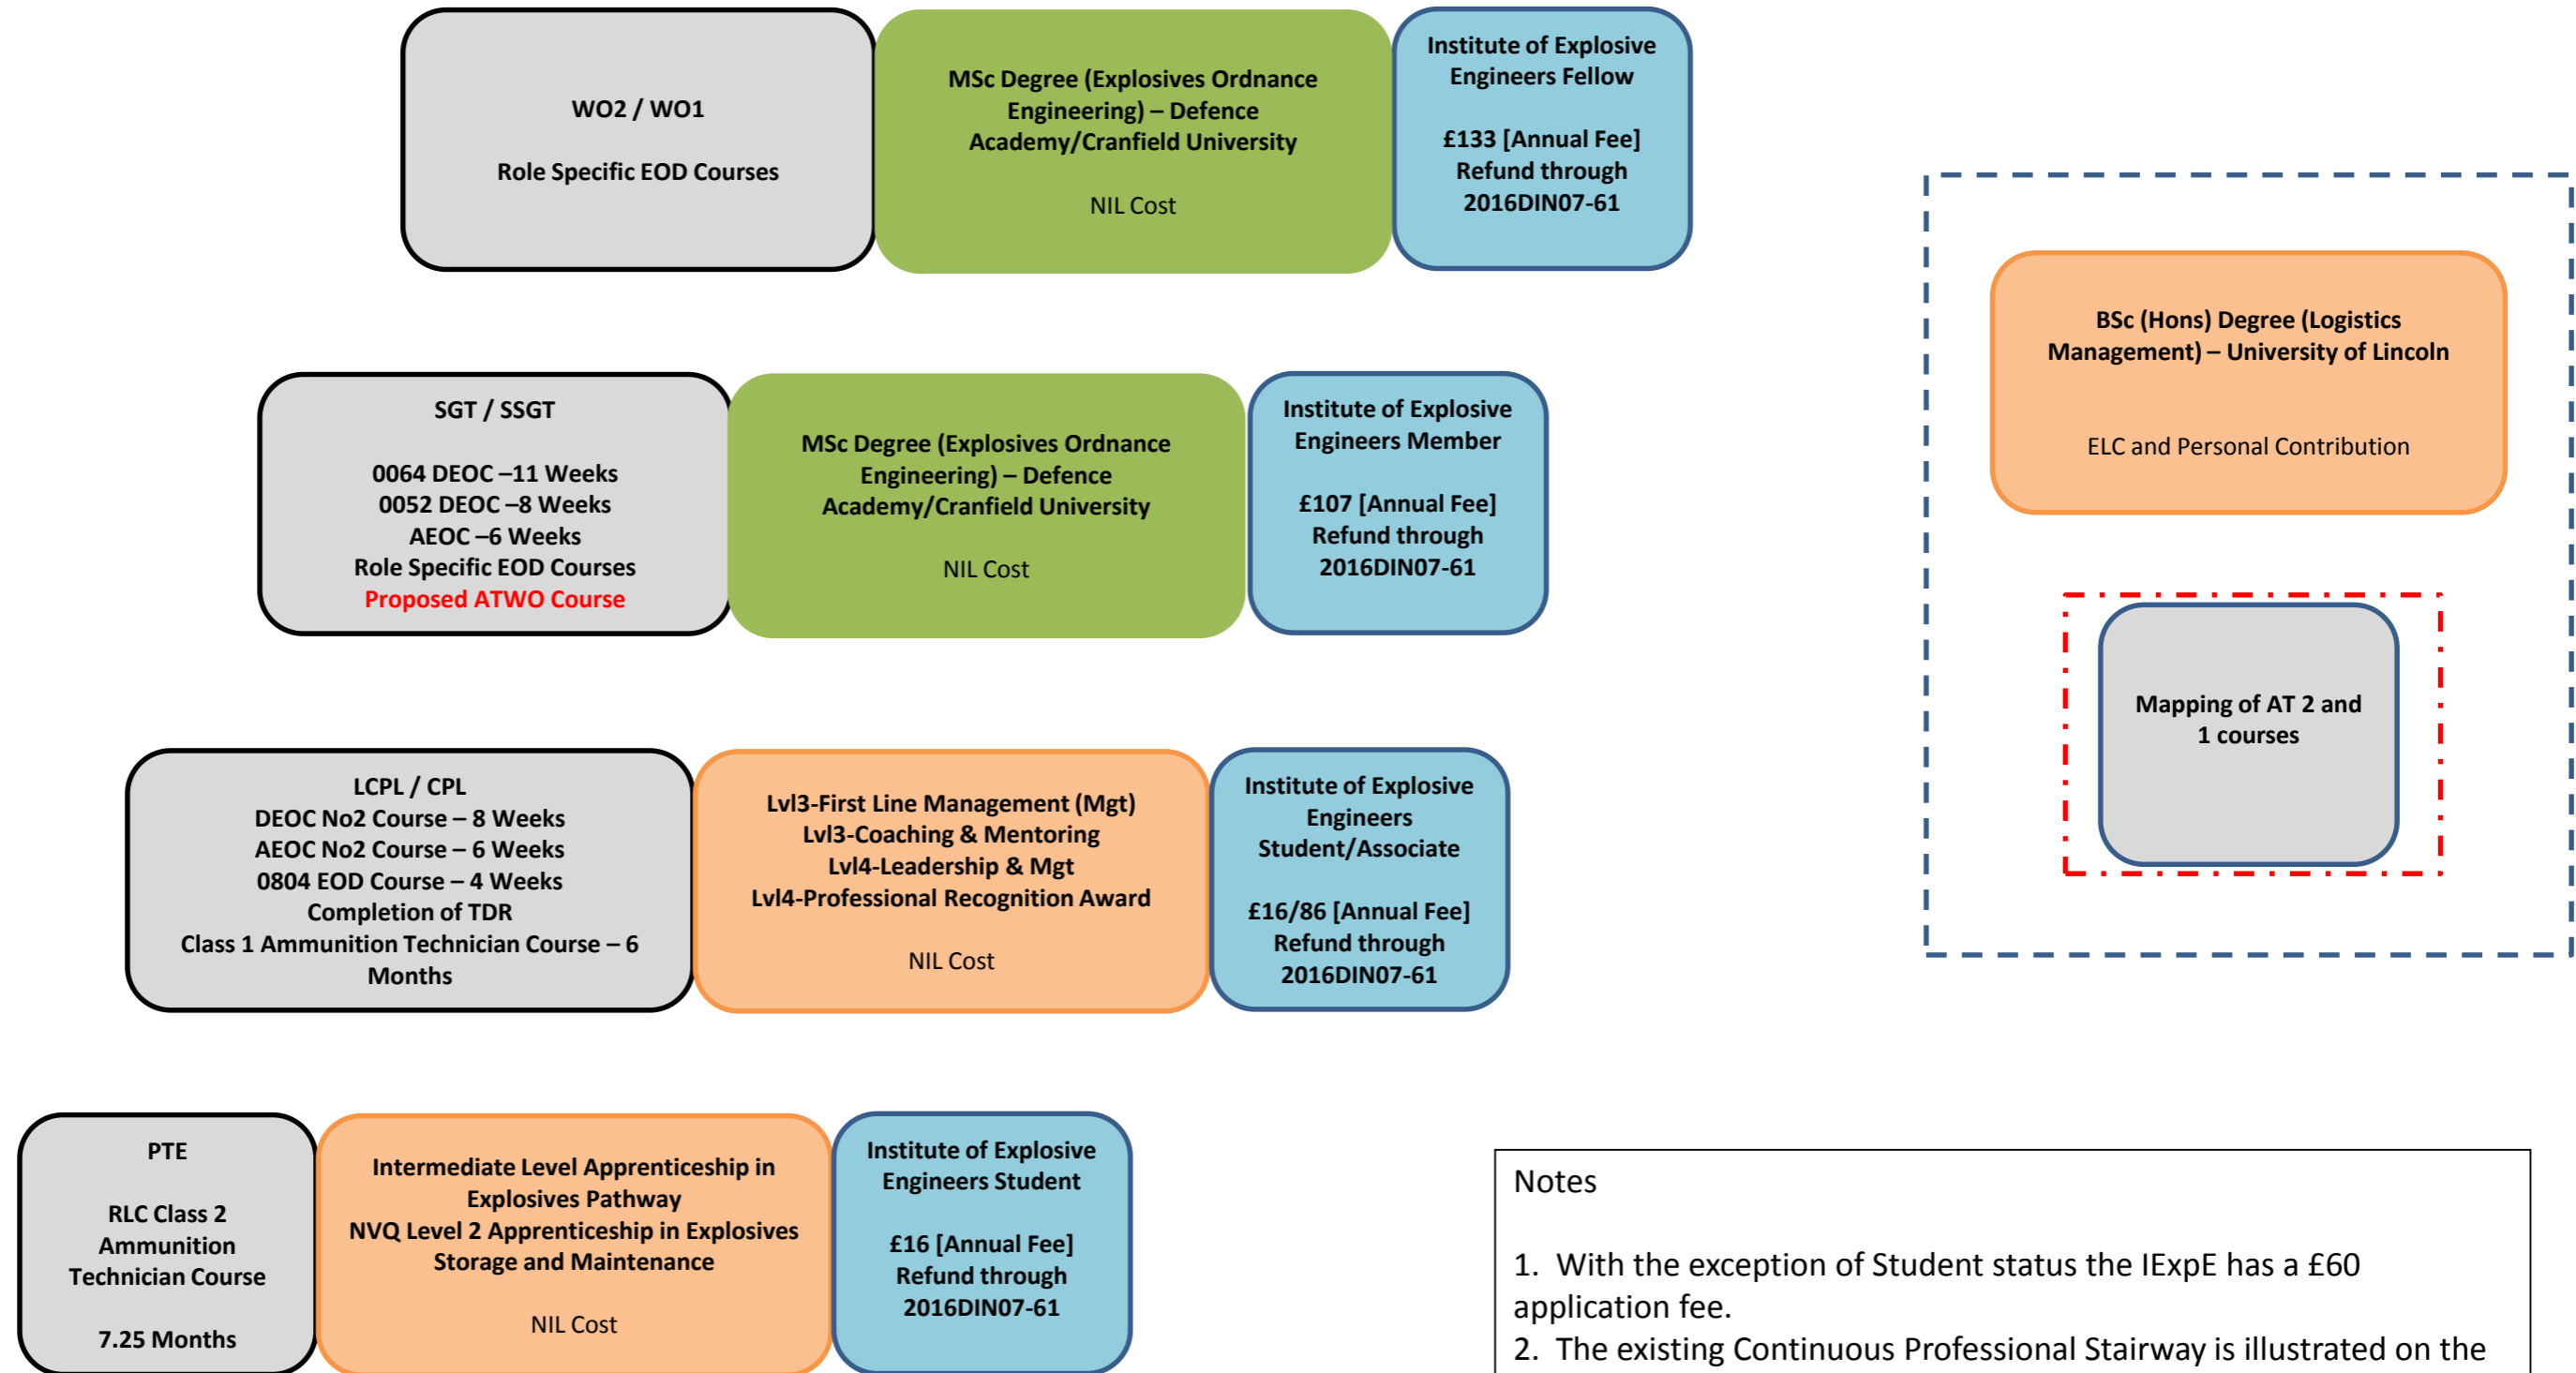 WO2 / WO1
Role Specific EOD Courses
MSc Degree (Explosives Ordnance
Engineering) – Defence
Academy/Cranfield University
NIL Cost
Institute of Explosive
Engineers Fellow
£133 [Annual Fee]
Refund through
2016DIN07-61
BSc (Hons) Degree (Logistics
Management) – University of Lincoln
ELC and Personal Contribution
SGT / SSGT
0064 DEOC –11 Weeks
0052 DEOC –8 Weeks
AEOC –6 Weeks
Role Specific EOD Courses
Proposed ATWO Course
MSc Degree (Explosives Ordnance
Engineering) – Defence
Academy/Cranfield University
NIL Cost
Institute of Explosive
Engineers Member
£107 [Annual Fee]
Refund through
2016DIN07-61
Mapping of AT 2 and
1 courses
LCPL / CPL
DEOC No2 Course – 8 Weeks
AEOC No2 Course – 6 Weeks
0804 EOD Course – 4 Weeks
Completion of TDR
Class 1 Ammunition Technician Course – 6
Months
Lvl3-First Line Management (Mgt)
Lvl3-Coaching & Mentoring
Lvl4-Leadership & Mgt
Lvl4-Professional Recognition Award
NIL Cost
Institute of Explosive
Engineers
Student/Associate
£16/86 [Annual Fee]
Refund through
2016DIN07-61
PTE
RLC Class 2
Ammunition
Technician Course
7.25 Months
Intermediate Level Apprenticeship in
Explosives Pathway
NVQ Level 2 Apprenticeship in Explosives
Storage and Maintenance
NIL Cost
Institute of Explosive
Engineers Student
£16 [Annual Fee]
Refund through
2016DIN07-61
Notes
1. With the exception of Student status the IExpE has a £60
application fee.
2. The existing Continuous Professional Stairway is illustrated on the